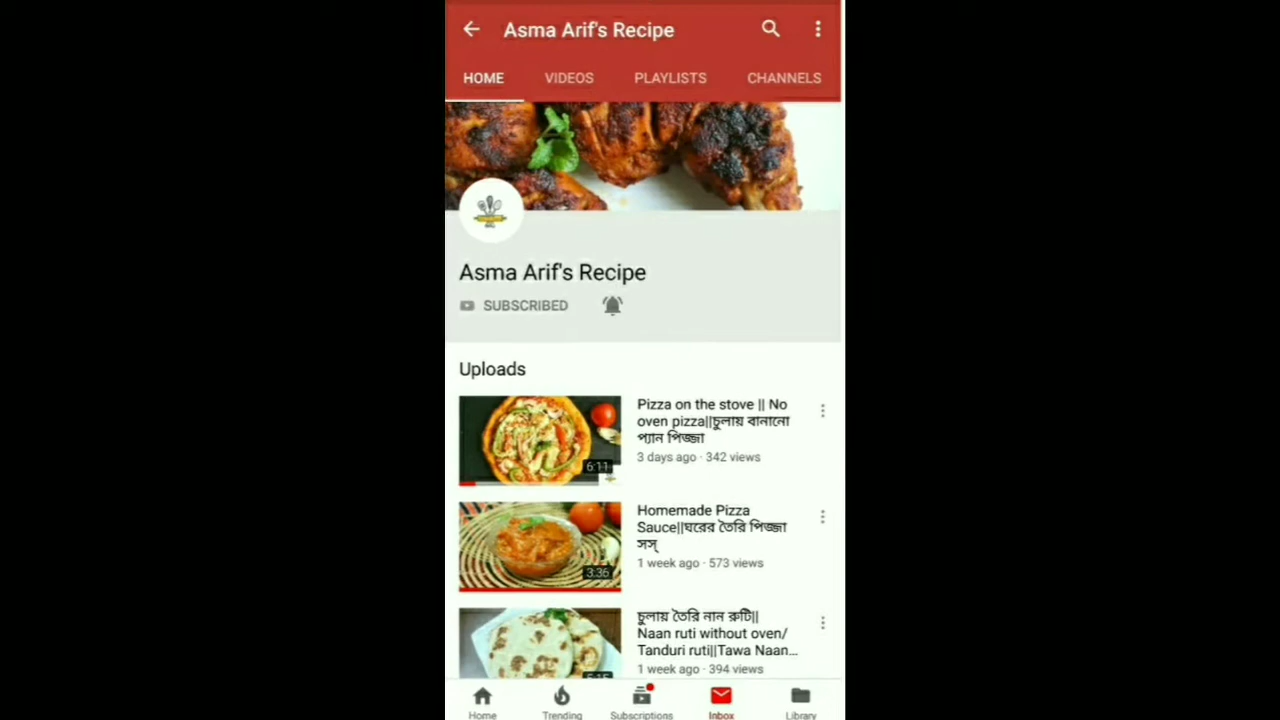 Asma Arif's Recipe
HOME VIDEOS PLAYLISTS CHANNELS
Asma Arif's Recipe
SUBSCRIBED
Uploads
Pizza on the stove || No
oven pizza||চুলায় বানানো
প্যান পিজ্জা
3 days ago · 342 views
6:11
Homemade Pizza
Sauce||ঘরের তৈরি পিজ্জা
সস্
1 week ago · 573 views
3:36
চুলায় তৈরি নান রুটি||
Naan ruti without oven/
Tanduri ruti||Tawa Naan...
1 week ago · 394 views
5:15
Home Trending Subscriptions Inbox Library